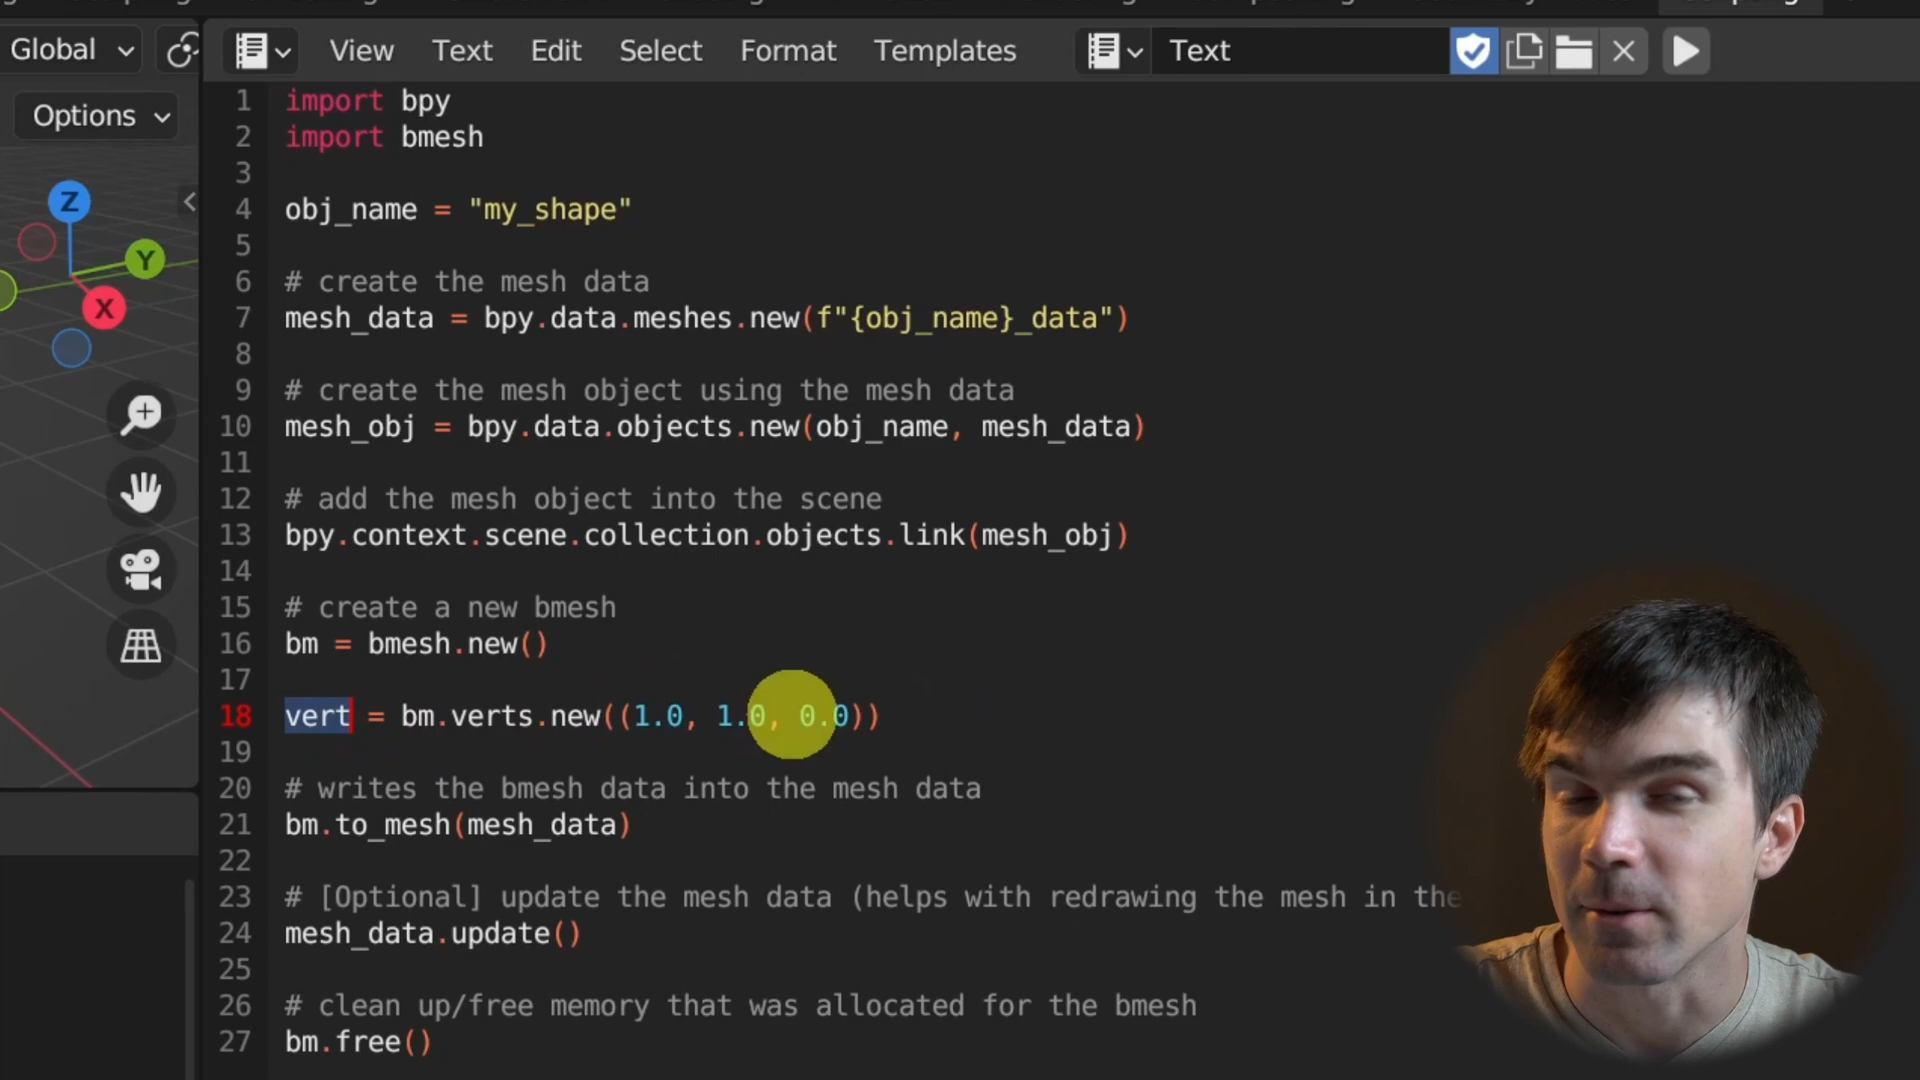 Global
View Text Edit Select Format Templates Text
Options
Z
Y
X
1 import bpy
2 import bmesh
3
4 obj_name = "my_shape"
5
6 # create the mesh data
7 mesh_data = bpy.data.meshes.new(f"{obj_name}_data")
8
9 # create the mesh object using the mesh data
10 mesh_obj = bpy.data.objects.new(obj_name, mesh_data)
11
12 # add the mesh object into the scene
13 bpy.context.scene.collection.objects.link(mesh_obj)
14
15 # create a new bmesh
16 bm = bmesh.new()
17
18 vert = bm.verts.new((1.0, 1.0, 0.0))
19
20 # writes the bmesh data into the mesh data
21 bm.to_mesh(mesh_data)
22
23 # [Optional] update the mesh data (helps with redrawing the mesh in the
24 mesh_data.update()
25
26 # clean up/free memory that was allocated for the bmesh
27 bm.free()